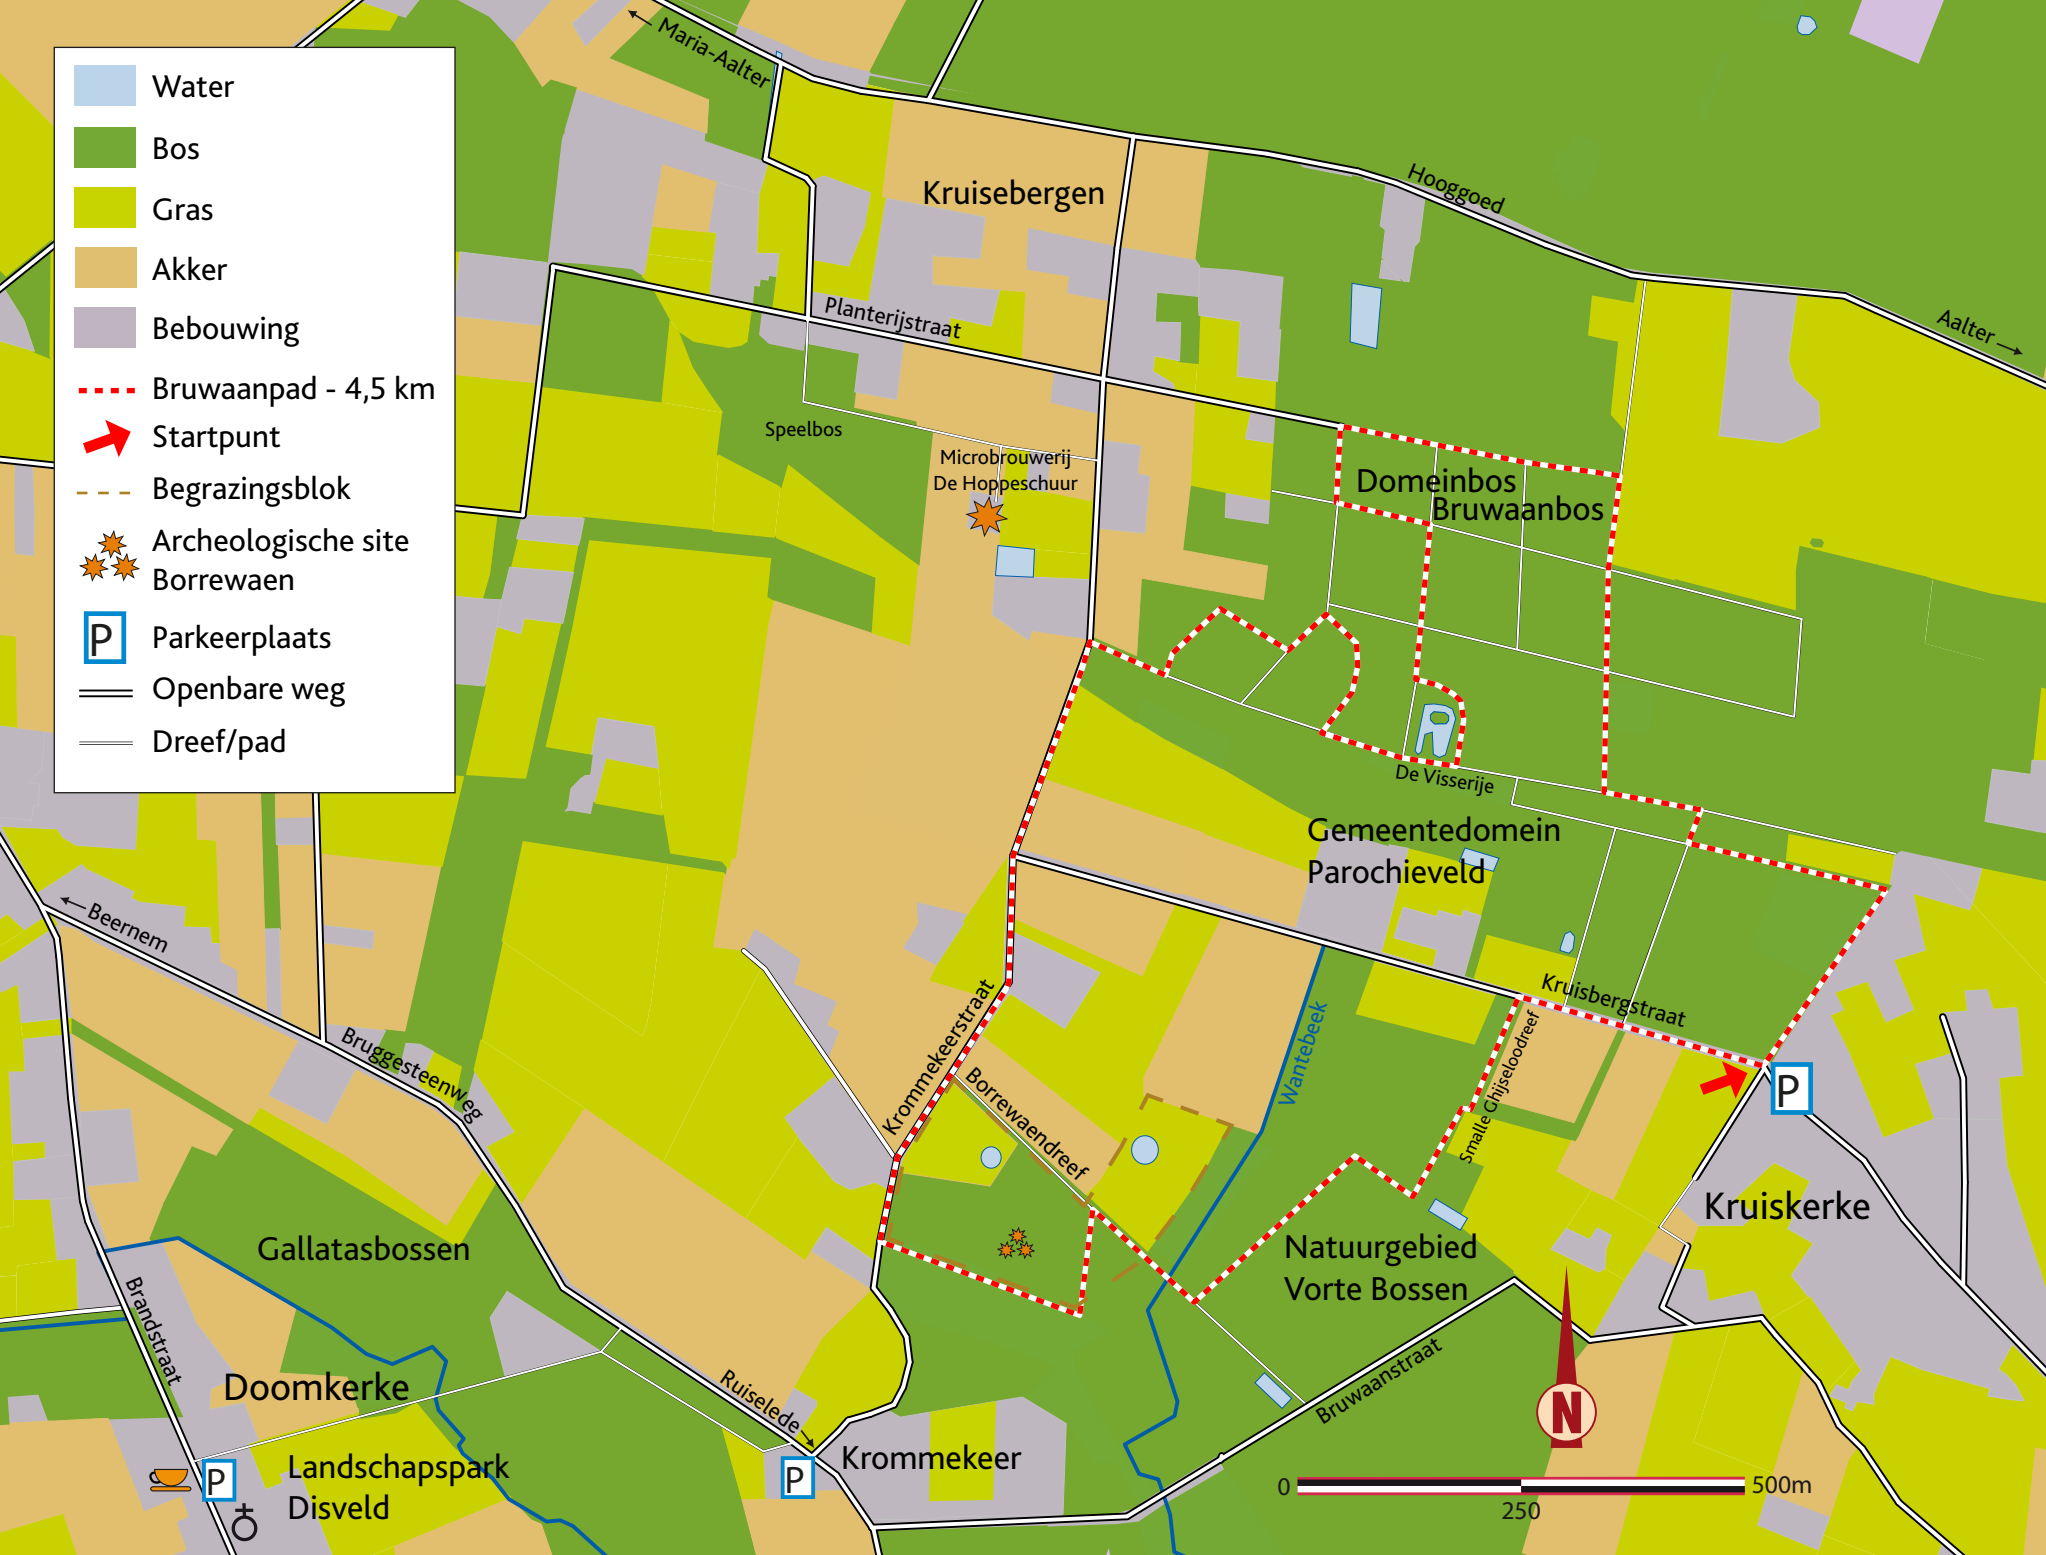 Water
Bos
Gras
Akker
Bebouwing
Bruwaanpad - 4,5 km
Startpunt
Begrazingsblok
Archeologische site
Borrewaen
P
Parkeerplaats
Openbare weg
Dreef/pad
Maria-Aalter
Kruisebergen
Hooggoed
Aalter
Planterijstraat
Speelbos
Microbrouwerij
De Hoppeschuur
Domeinbos
Bruwaanbos
De Visserije
Gemeentedomein
Parochieveld
Beernem
Bruggesteenweg
Krommekeerstraat
Borrewaendreef
Wantebeek
Kruisbergstraat
Smalle Ghijseloodreef
P
Kruiskerke
Natuurgebied
Vorte Bossen
Gallatasbossen
Brandstraat
Doomkerke
Ruiselede
Bruwaanstraat
N
Krommekeer
P
Landschapspark
Disveld
P
0
250
500m